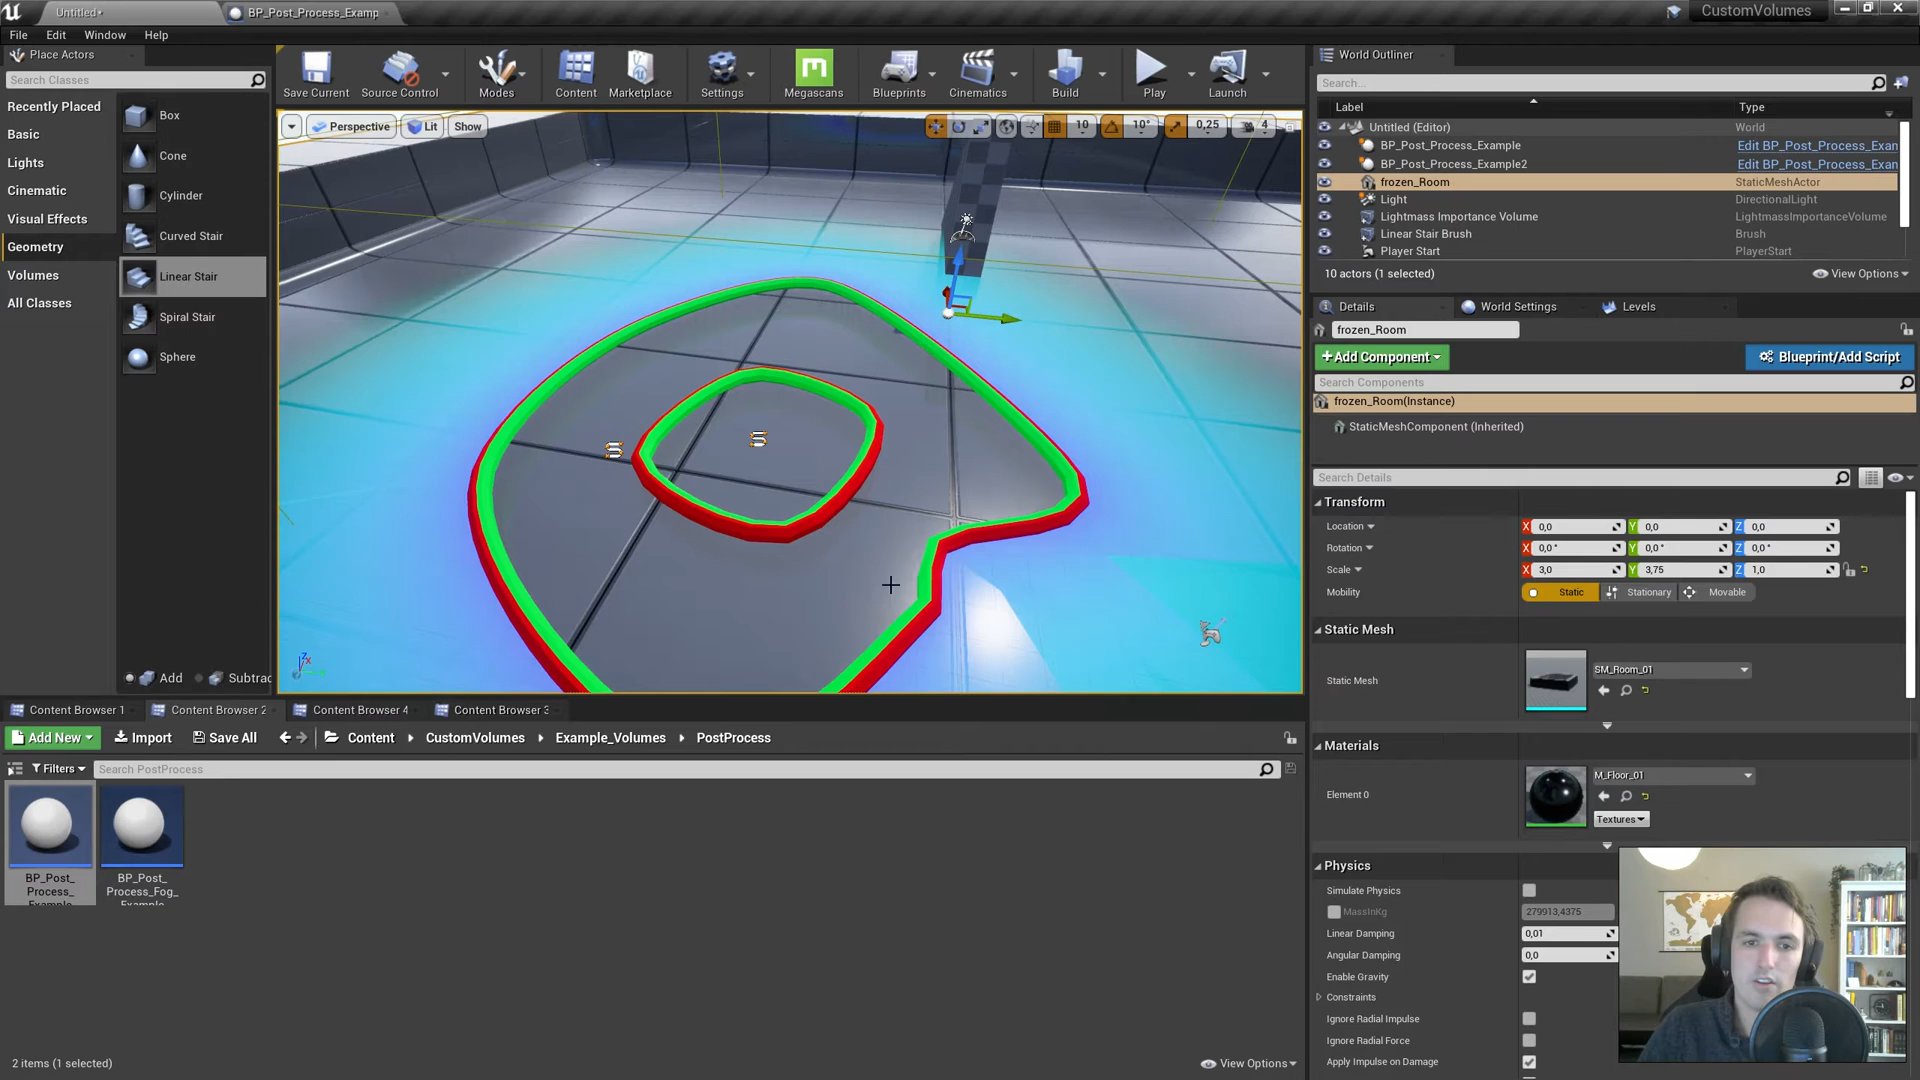 Untitled*
BP_Post_Process_Examp
CustomVolumes
File Edit Window Help
Place Actors
Search Classes
Recently Placed
Basic
Lights
Cinematic
Visual Effects
Geometry
Volumes
All Classes
Box
Cone
Cylinder
Curved Stair
Linear Stair
Spiral Stair
Sphere
Add Subtrac
Save Current
Source Control
Modes
Content
Marketplace
Settings
Megascans
Blueprints
Cinematics
Build
Play
Launch
Perspective Lit Show
10 10° 0,25 4
World Outliner
Search...
Label Type
Untitled (Editor) World
BP_Post_Process_Example Edit BP_Post_Process_Exan
BP_Post_Process_Example2 Edit BP_Post_Process_Exan
frozen_Room StaticMeshActor
Light DirectionalLight
Lightmass Importance Volume LightmassImportanceVolume
Linear Stair Brush Brush
Player Start PlayerStart
10 actors (1 selected) View Options
Details World Settings Levels
frozen_Room
+Add Component Blueprint/Add Script
Search Components
frozen_Room(Instance)
StaticMeshComponent (Inherited)
Search Details
Transform
Location X 0,0 Y 0,0 Z 0,0
Rotation X 0,0 ° Y 0,0 ° Z 0,0 °
Scale X 3,0 Y 3,75 Z 1,0
Mobility Static Stationary Movable
Static Mesh
Static Mesh SM_Room_01
Materials
Element 0 M_Floor_01
Textures
Physics
Simulate Physics
MassInKg 279913,4375
Linear Damping 0,01
Angular Damping 0,0
Enable Gravity
Constraints
Ignore Radial Impulse
Ignore Radial Force
Apply Impulse on Damage
Content Browser 1 Content Browser 2 Content Browser 4 Content Browser 3
Add New Import Save All Content CustomVolumes Example_Volumes PostProcess
Filters Search PostProcess
BP_Post_
Process_
Example
BP_Post_
Process_Fog_
Example
2 items (1 selected)
View Options